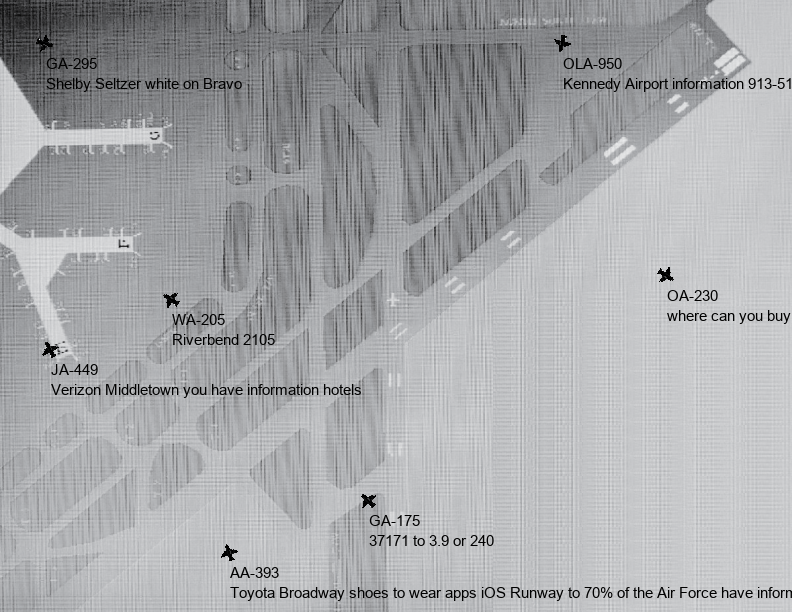 GA-295
Shelby Seltzer white on Bravo
OLA-950
Kennedy Airport information 913-51
OA-230
where can you buy
WA-205
Riverbend 2105
JA-449
Verizon Middletown you have information hotels
GA-175
37171 to 3.9 or 240
AA-393
Toyota Broadway shoes to wear apps iOS Runway to 70% of the Air Force have inform